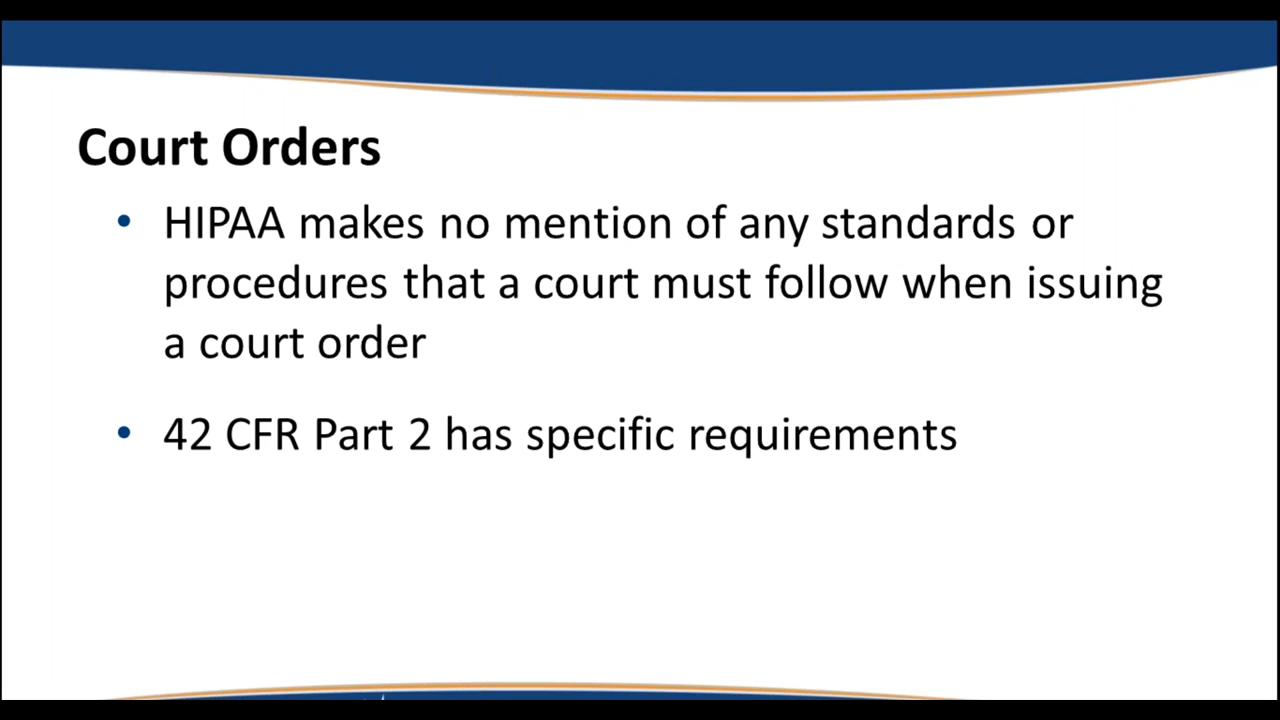 Court Orders
• HIPAA makes no mention of any standards or
procedures that a court must follow when issuing
a court order
• 42 CFR Part 2 has specific requirements